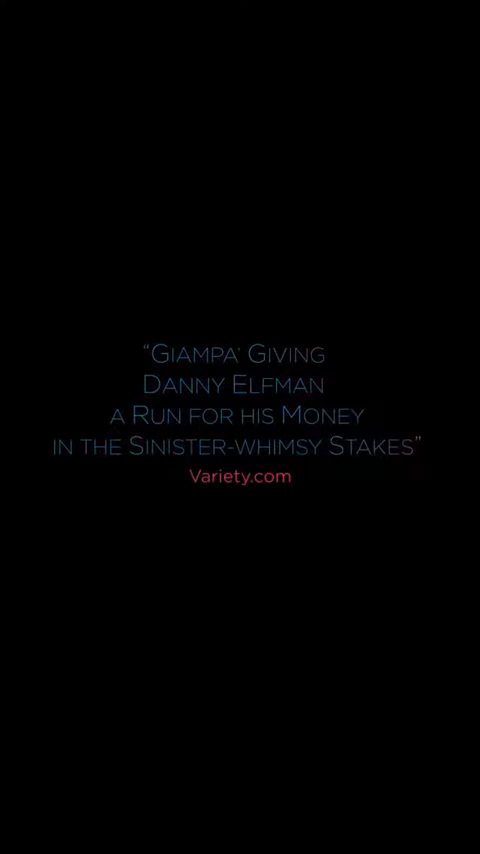 “Giampa’ Giving
Danny Elfman
a Run for his Money
in the Sinister-whimsy Stakes”
Variety.com